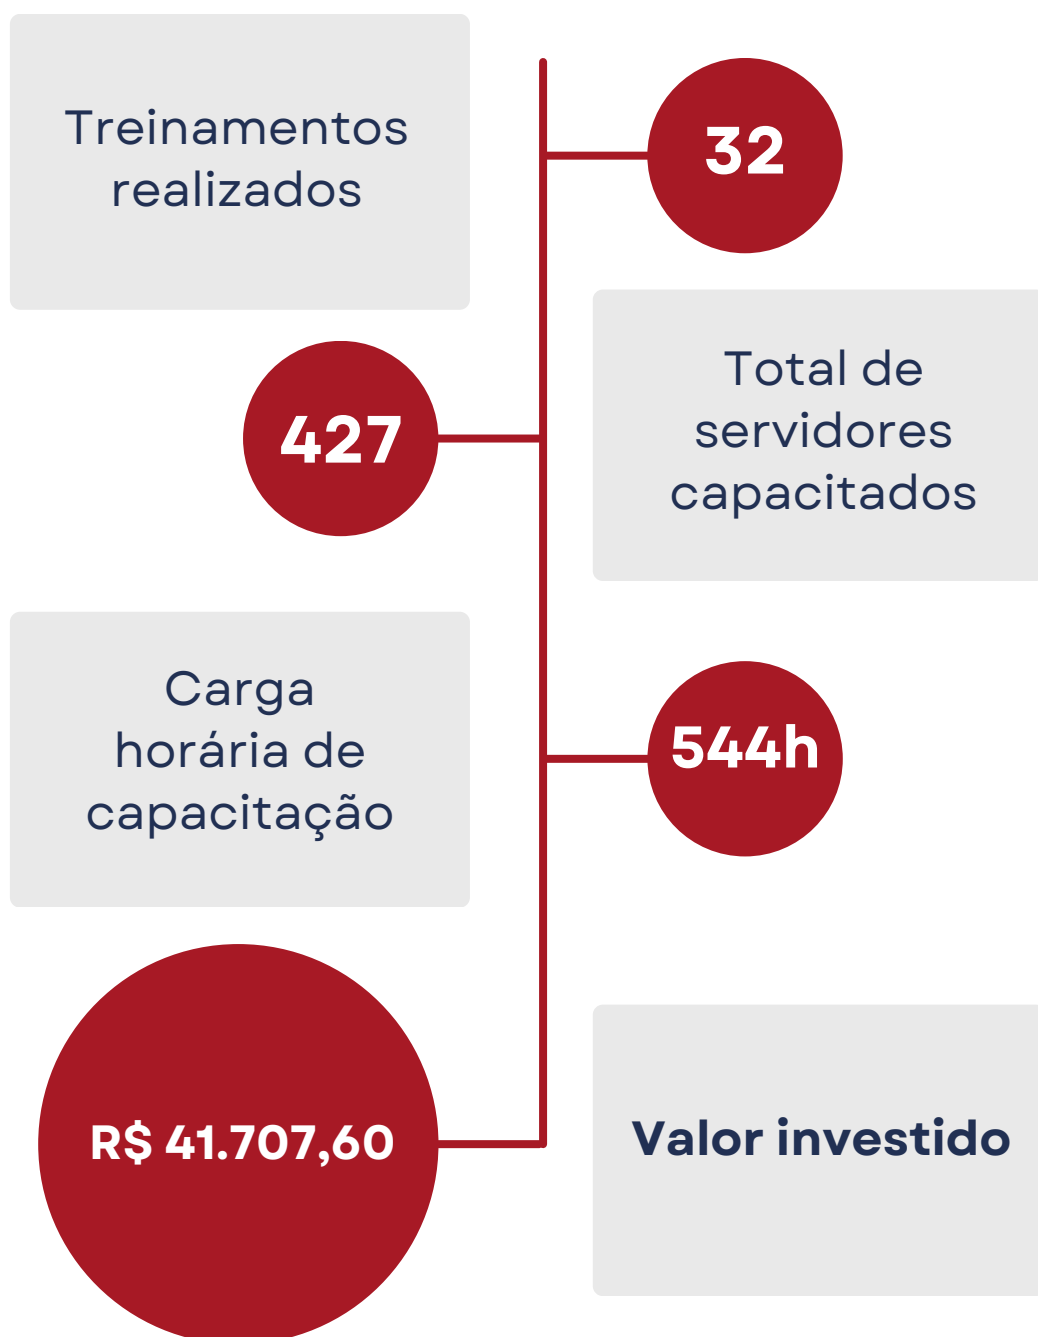 Treinamentos
realizados
32
427
Total de
servidores
capacitados
Carga
horária de
capacitação
544h
R$ 41.707,60
Valor investido